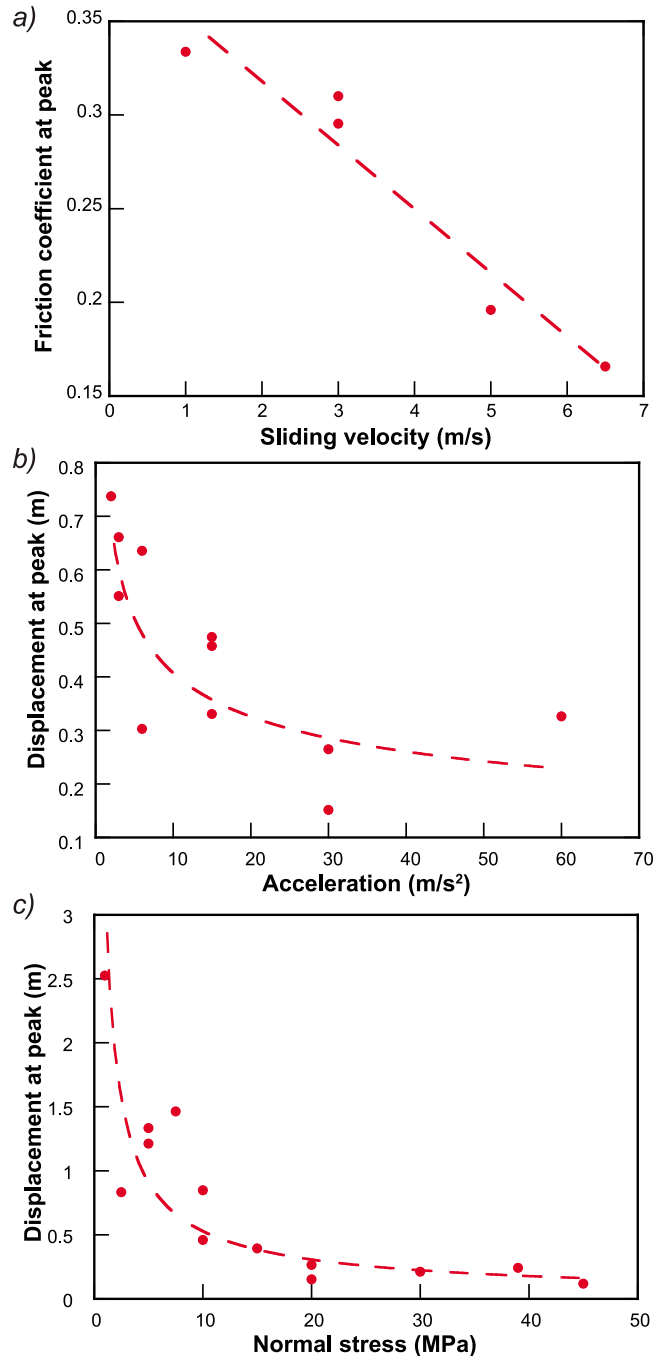 a)
0.35
0.3
0.25
0.2
0.15
Friction coefficient at peak
0 1 2 3 4 5 6 7
Sliding velocity (m/s)
b)
0.8
0.7
0.6
0.5
0.4
0.3
0.2
0.1
Displacement at peak (m)
0 10 20 30 40 50 60 70
Acceleration (m/s²)
c)
3
2.5
2
1.5
1
0.5
0
Displacement at peak (m)
0 10 20 30 40 50
Normal stress (MPa)